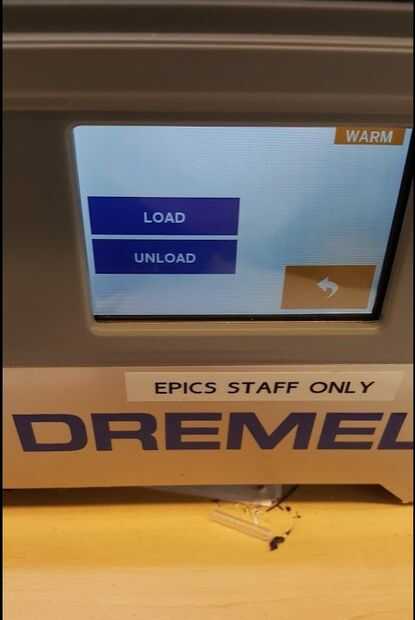 WARM
LOAD
UNLOAD
EPICS STAFF ONLY
DREMEL